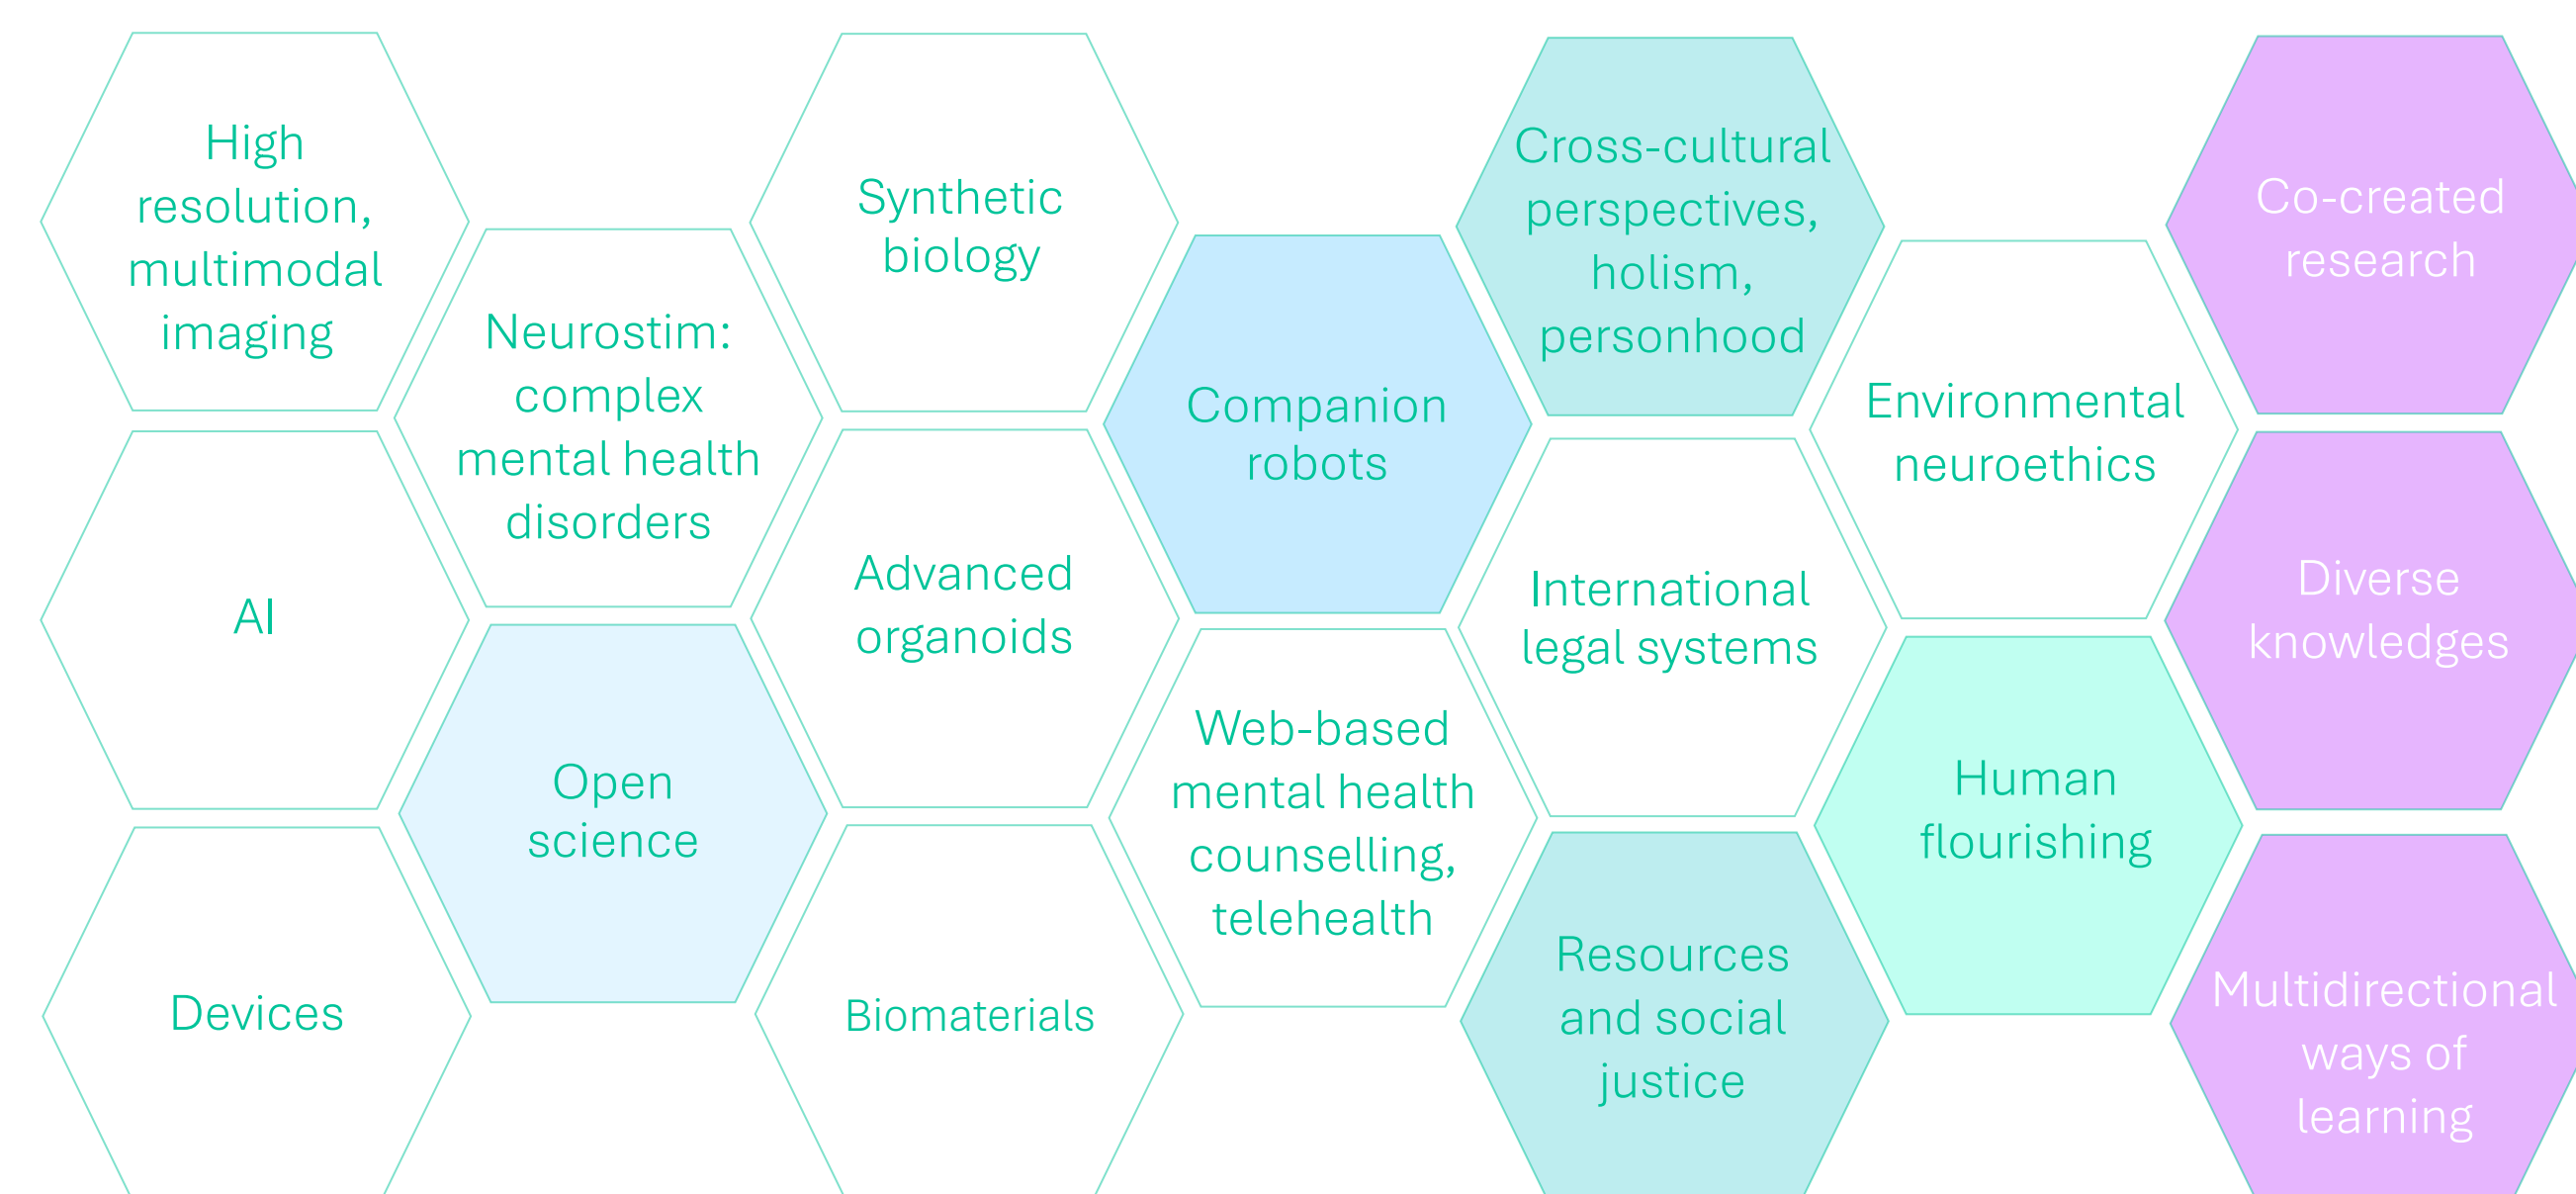 High
resolution,
multimodal
imaging
AI
Devices
Neurostim:
complex
mental health
disorders
Open
science
Synthetic
biology
Advanced
organoids
Biomaterials
Companion
robots
Web-based
mental health
counselling,
telehealth
Cross-cultural
perspectives,
holism,
personhood
International
legal systems
Resources
and social
justice
Environmental
neuroethics
Human
flourishing
Co-created
research
Diverse
knowledges
Multidirectional
ways of
learning